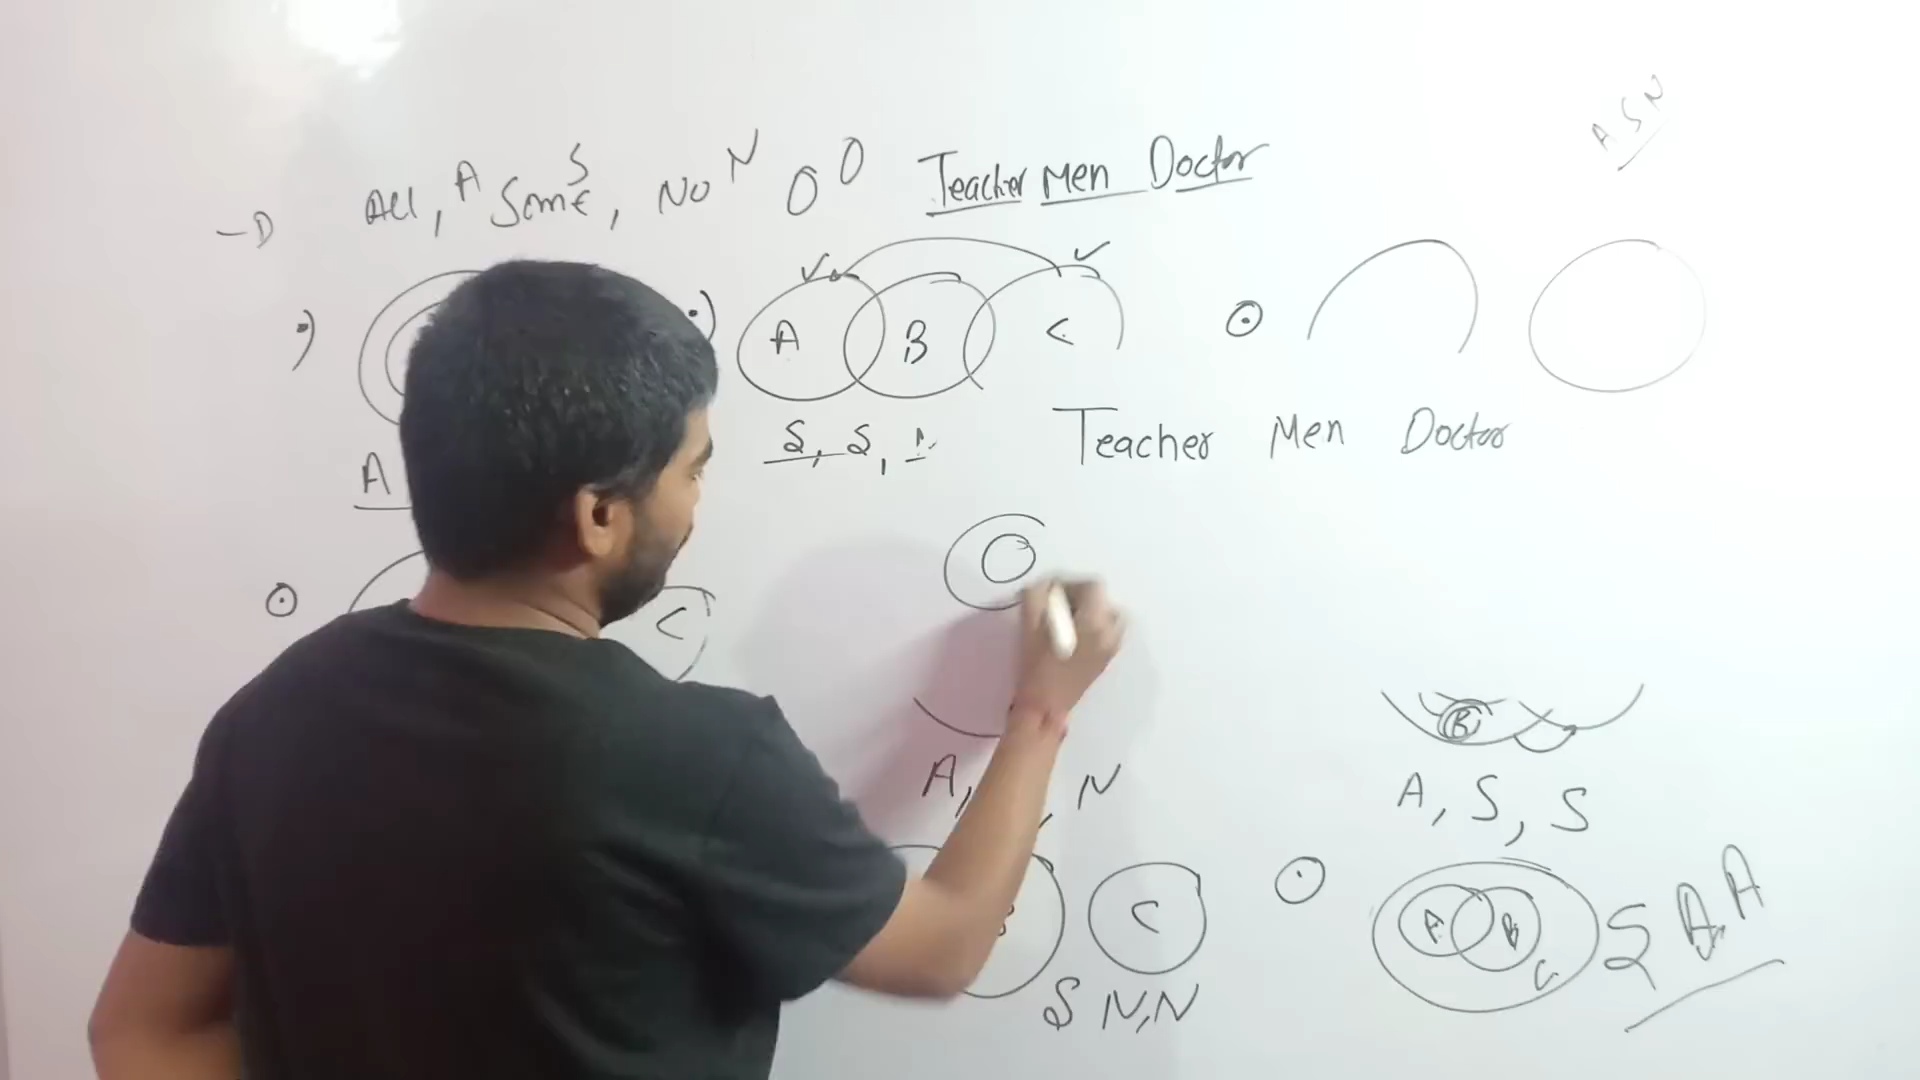 A S N
All, A Some S, No N Teacher Men Doctor
A B C
A S, S, N Teacher Men Doctor
C
B
A, N A, S, S
C A B C S A A
S N, N